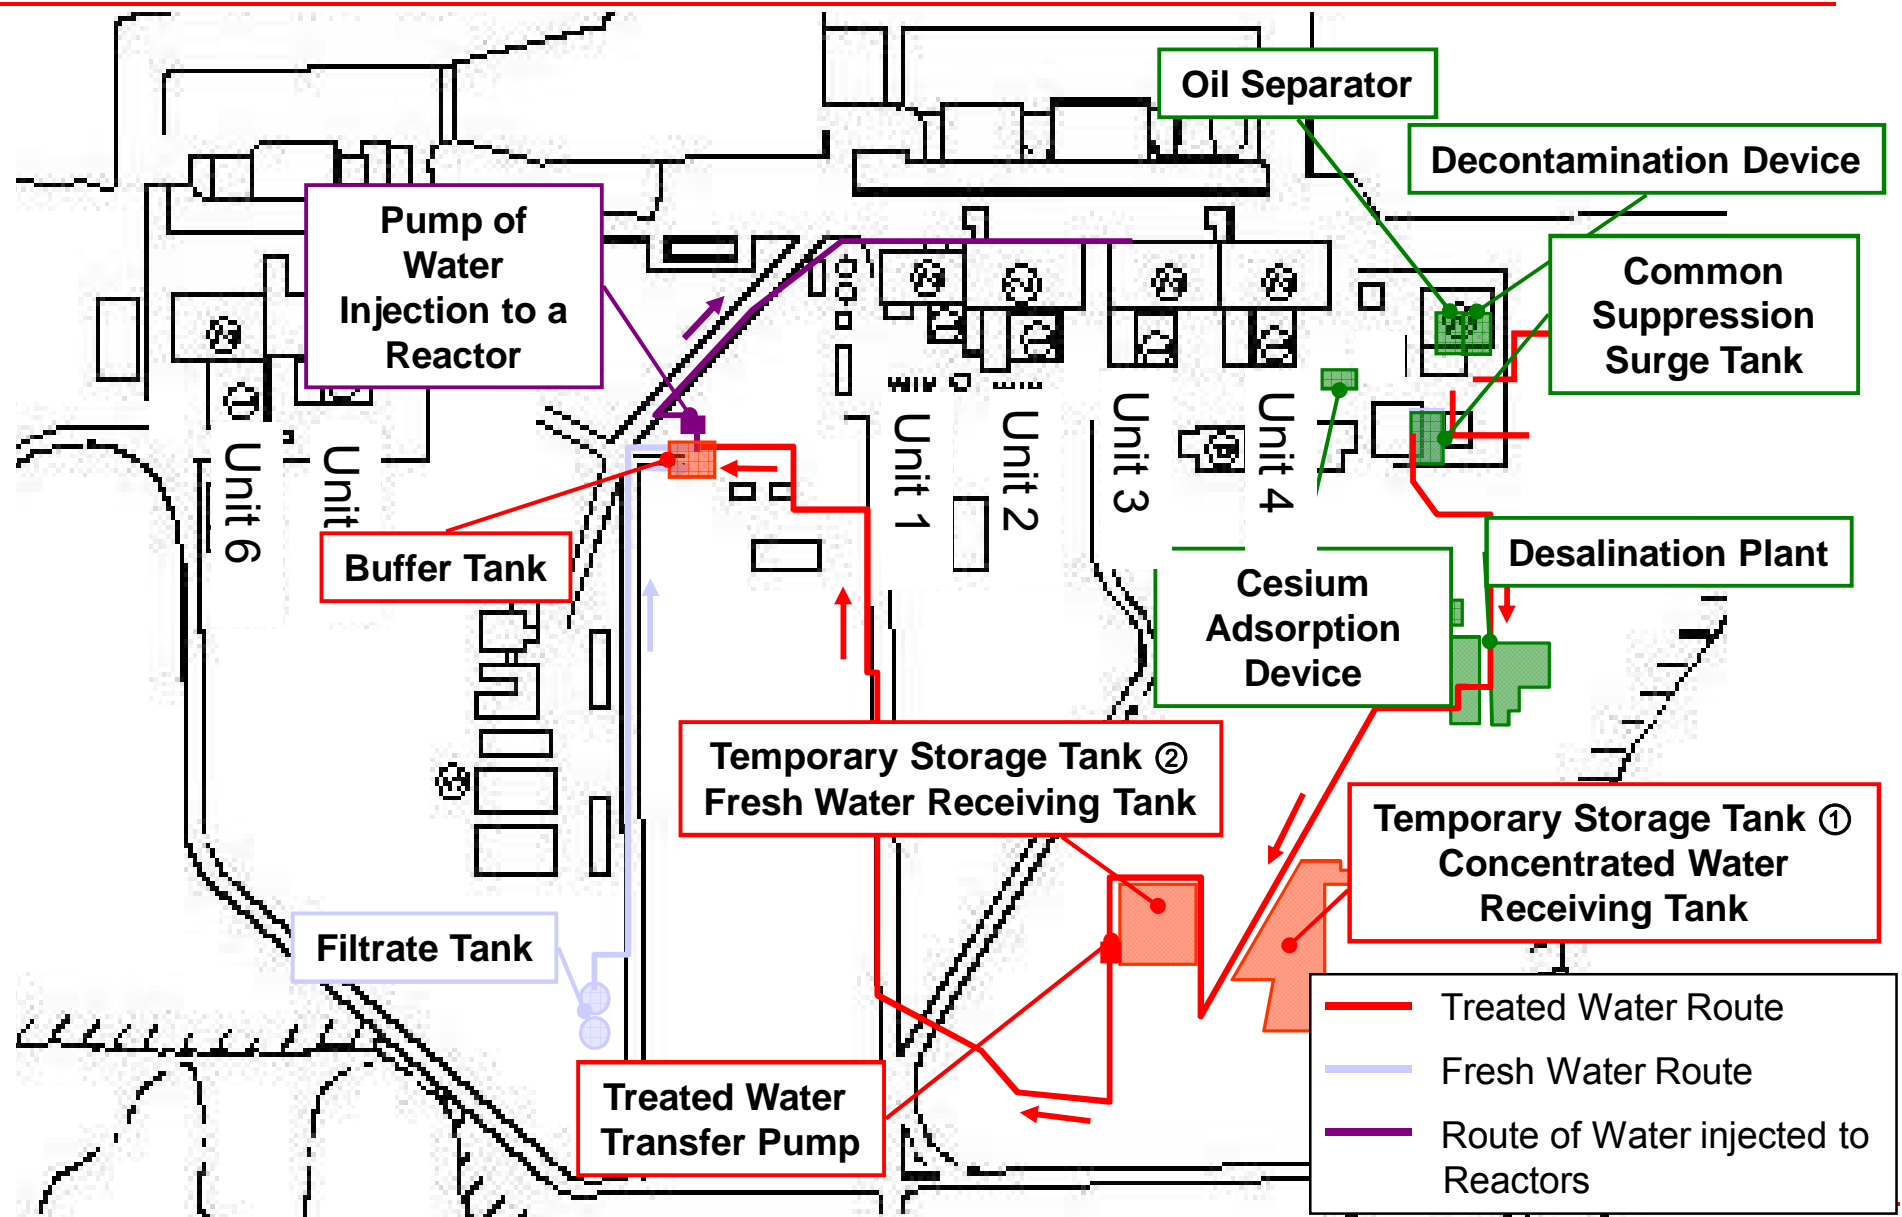 Oil Separator
Decontamination Device
Pump of
Water
Injection to a
Reactor
Common
Suppression
Surge Tank
Unit 6
Unit
Unit 1
Unit 2
Unit 3
Unit 4
Buffer Tank
Desalination Plant
Cesium
Adsorption
Device
Temporary Storage Tank ②
Fresh Water Receiving Tank
Temporary Storage Tank ①
Concentrated Water
Receiving Tank
Filtrate Tank
Treated Water
Transfer Pump
Treated Water Route
Fresh Water Route
Route of Water injected to
Reactors